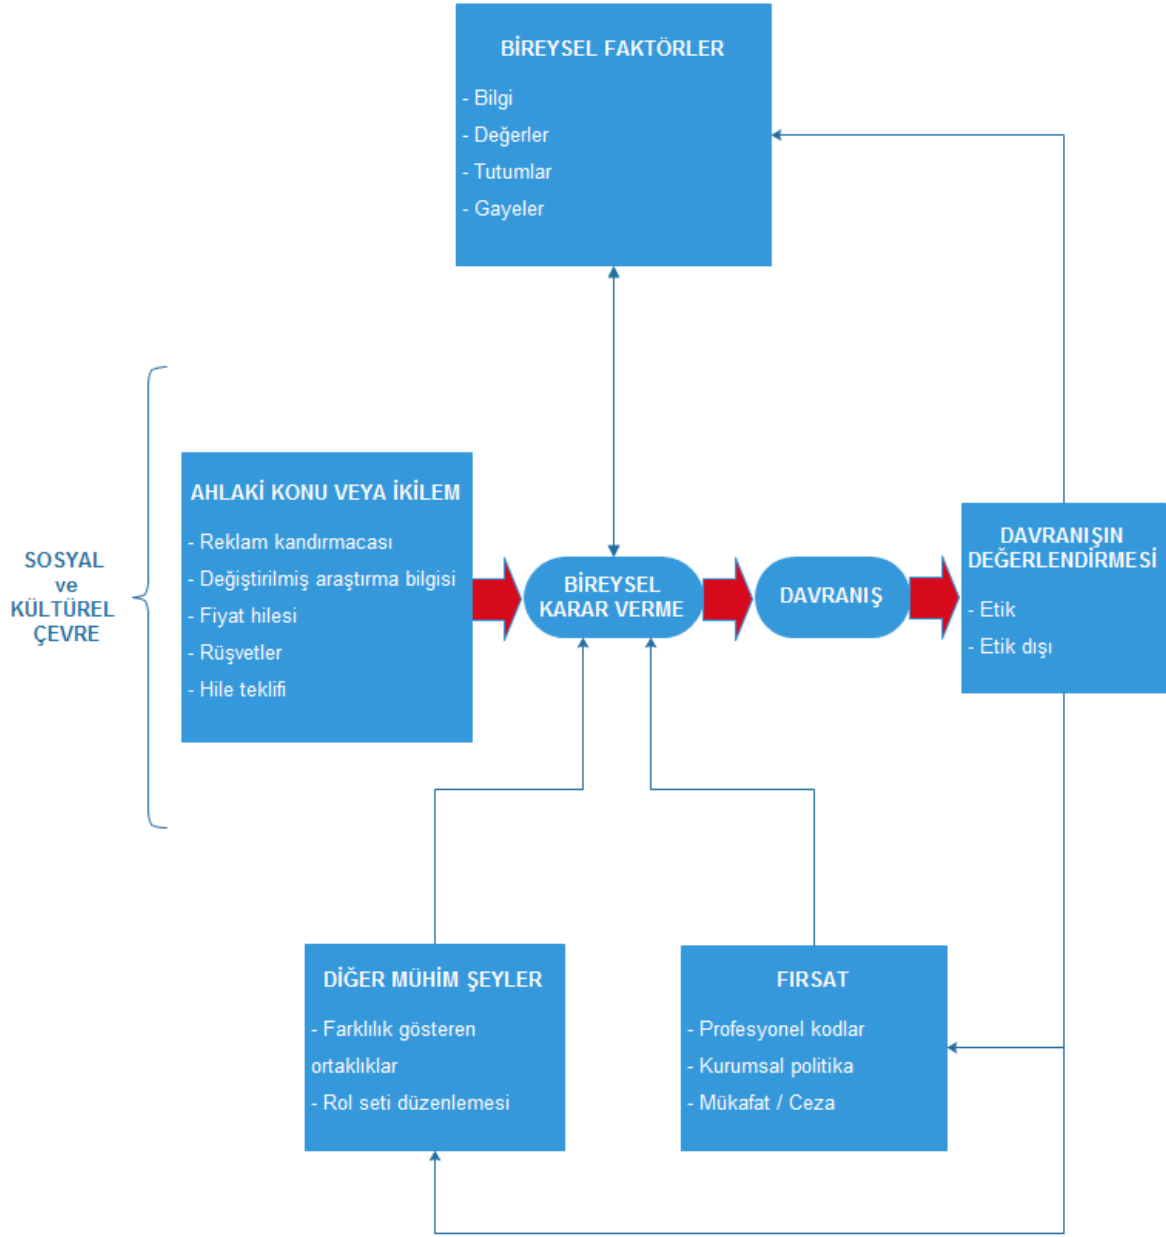 BİREYSEL FAKTÖRLER
- Bilgi
- Değerler
- Tutumlar
- Gayeler
SOSYAL
ve
KÜLTÜREL
ÇEVRE
AHLAKİ KONU VEYA İKİLEM
- Reklam kandırmacası
- Değiştirilmiş araştırma bilgisi
- Fiyat hilesi
- Rüşvetler
- Hile teklifi
BİREYSEL
KARAR VERME
DAVRANIŞ
DAVRANIŞIN
DEĞERLENDİRMESİ
- Etik
- Etik dışı
DİĞER MÜHİM ŞEYLER
- Farklılık gösteren
ortaklıklar
- Rol seti düzenlemesi
FIRSAT
- Profesyonel kodlar
- Kurumsal politika
- Mükafat / Ceza